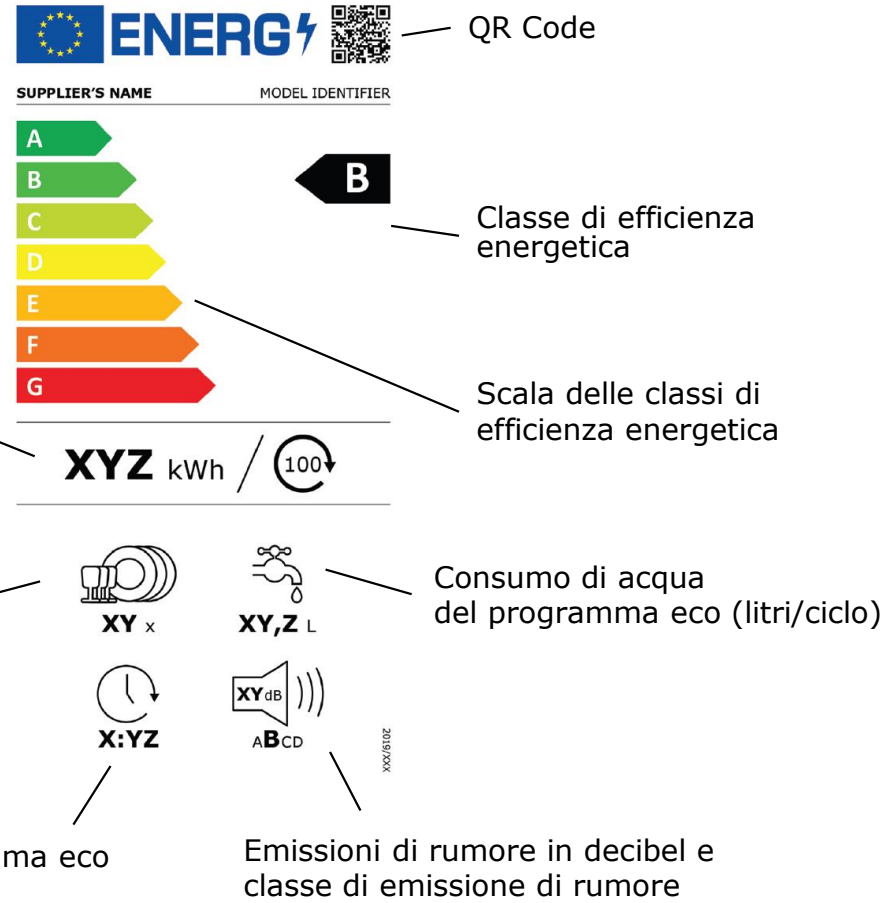 ENERG
QR Code
SUPPLIER'S NAME MODEL IDENTIFIER
A
B
B
Classe di efficienza
energetica
C
D
E
F
G
Scala delle classi di
efficienza energetica
XYZ kWh / 100
Consumo di acqua
del programma eco (litri/ciclo)
XY x
XY,Z L
XYdB
X:YZ
ABCD
2019/XXX
ma eco
Emissioni di rumore in decibel e
classe di emissione di rumore